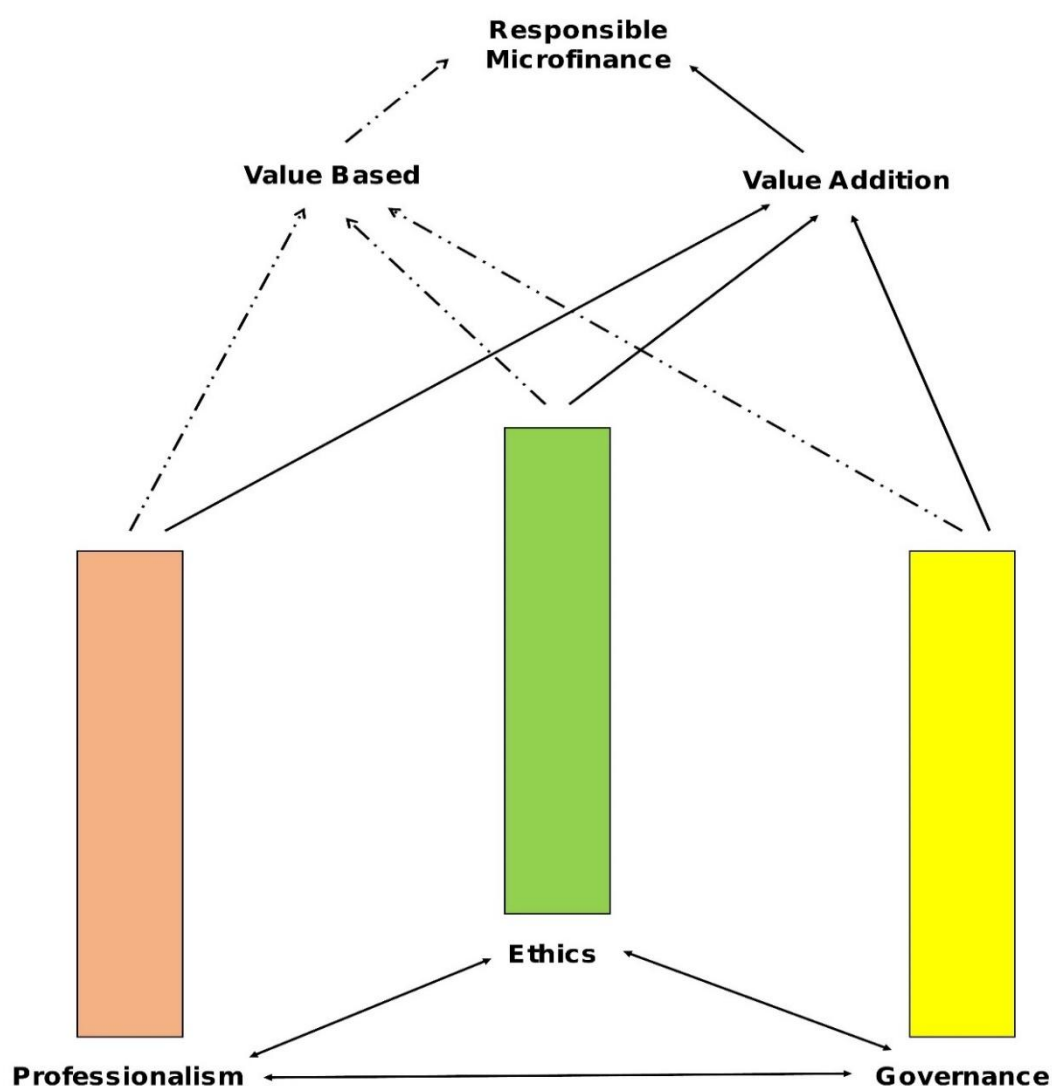 Responsible
Microfinance
Value Based
Value Addition
Ethics
Professionalism
Governance